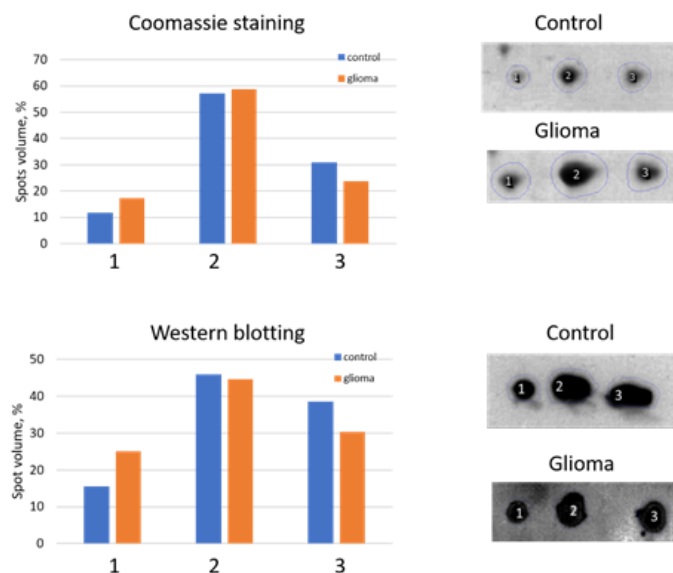 Coomassie staining
Spots volume, %
70
60
50
40
30
20
10
0
control
glioma
1 2 3
Control
1 2 3
Glioma
1 2 3
Western blotting
Spot volume, %
50
40
30
20
10
0
control
glioma
1 2 3
Control
1 2 3
Glioma
1 2 3